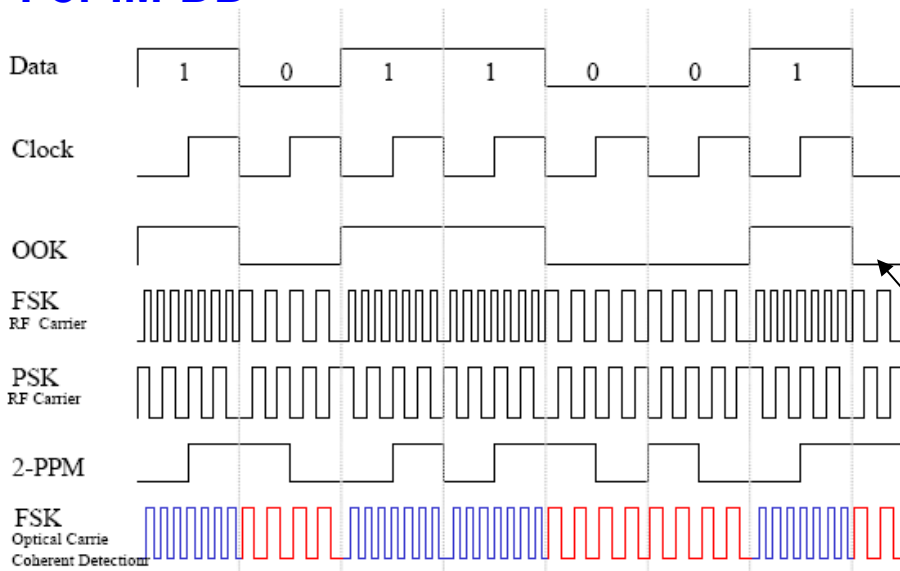 Data
1 0 1 1 0 0 1
Clock
OOK
FSK
RF Carrier
PSK
RF Carrier
2-PPM
FSK
Optical Carrie
Coherent Detection